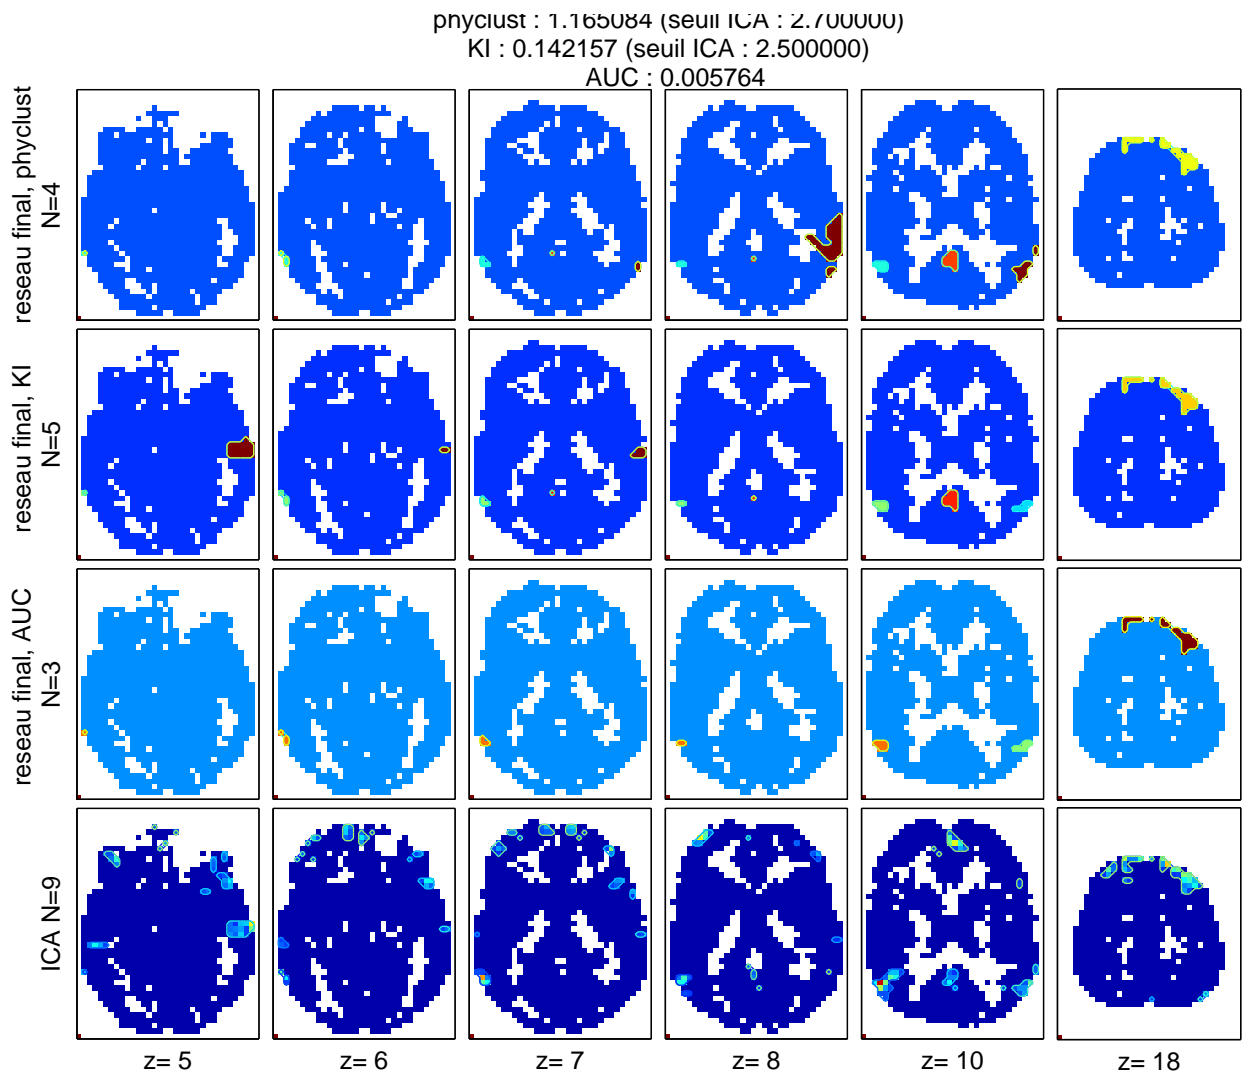 phyclust : 1.165084 (seuil ICA : 2.700000)
KI : 0.142157 (seuil ICA : 2.500000)
AUC : 0.005764
reseau final, phyclust
N=4
reseau final, KI
N=5
reseau final, AUC
N=3
ICA N=9
z= 5
z= 6
z= 7
z= 8
z= 10
z= 18